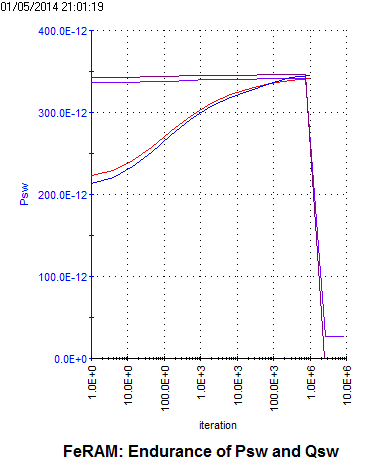 01/05/2014 21:01:19
400.0E-12
300.0E-12
200.0E-12
100.0E-12
0.0E+0
Psw
1.0E+0
10.0E+0
100.0E+0
1.0E+3
10.0E+3
100.0E+3
1.0E+6
10.0E+6
iteration
FeRAM: Endurance of Psw and Qsw